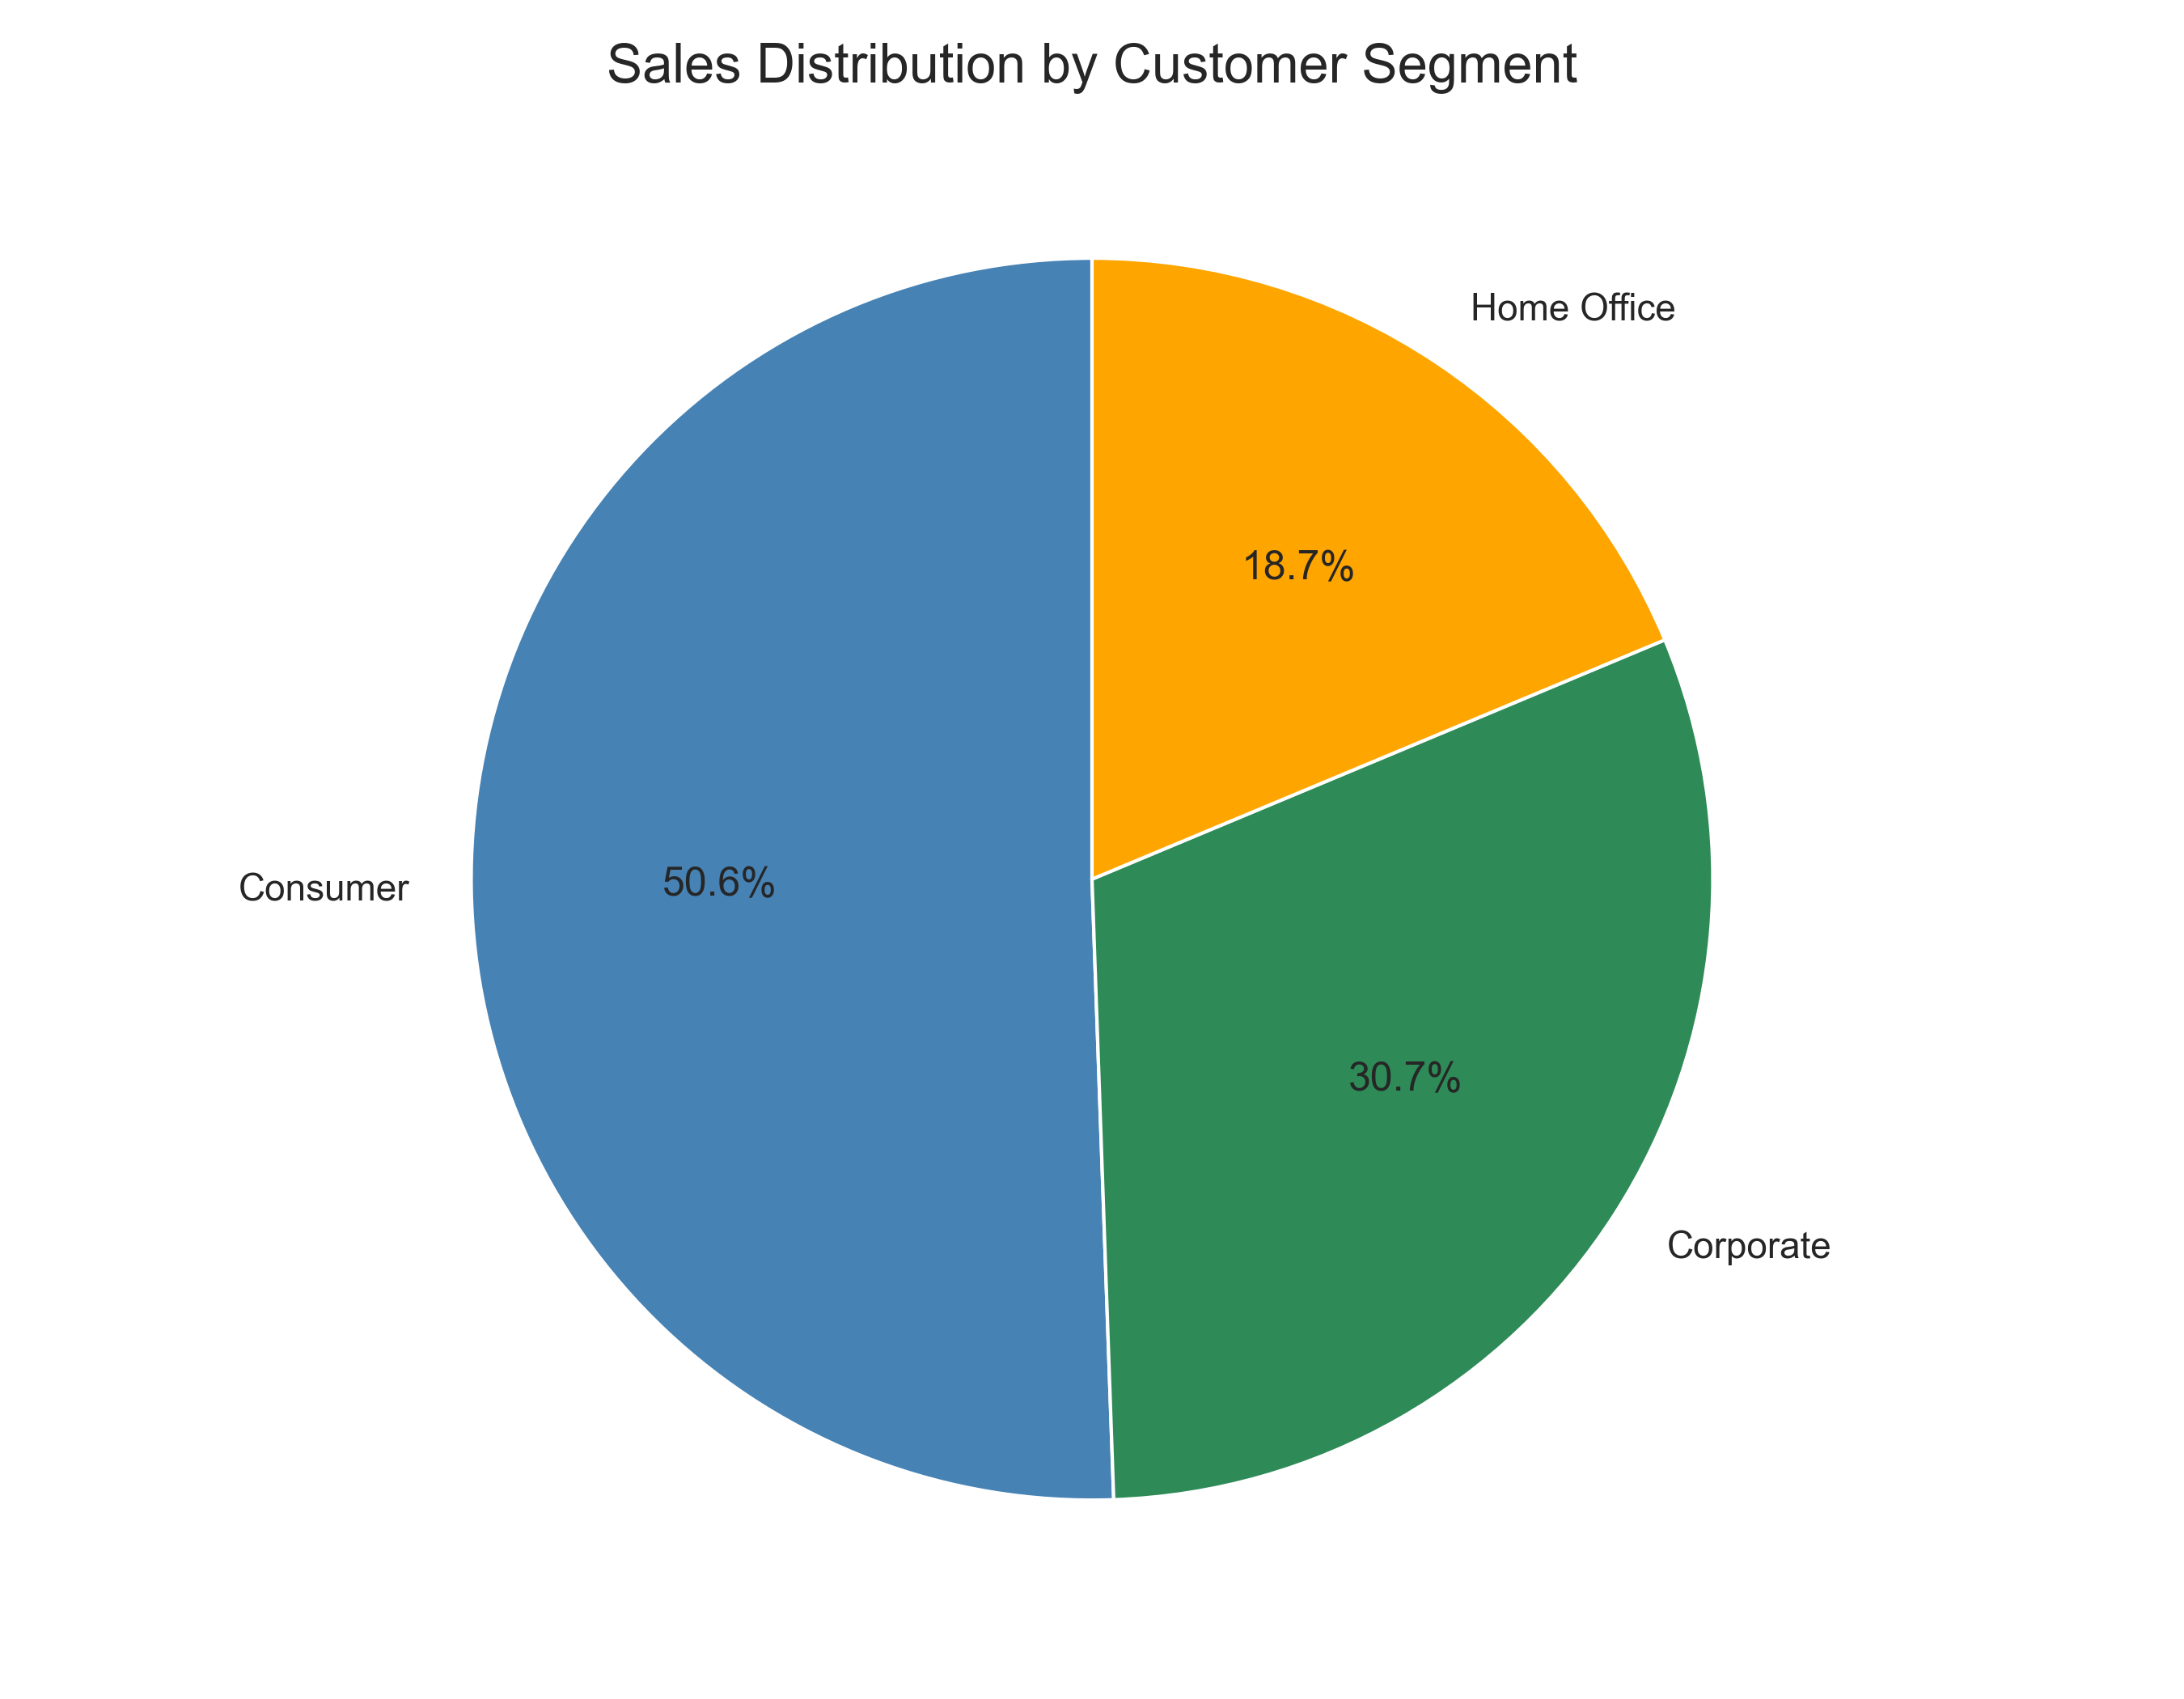 Sales Distribution by Customer Segment
Home Office
18.7%
Consumer
50.6%
30.7%
Corporate